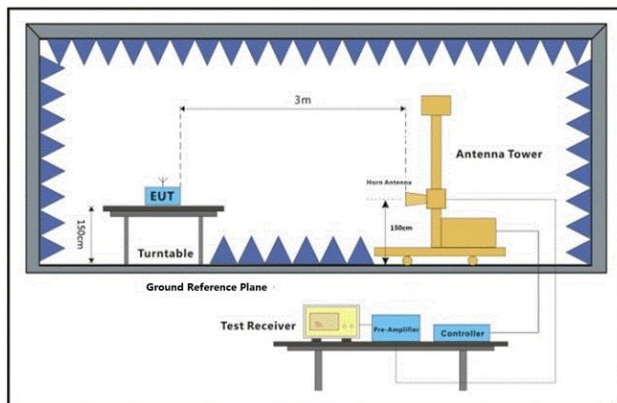 3m
Antenna Tower
Horn Antenna
EUT
150cm
150cm
Turntable
Ground Reference Plane
Test Receiver
Pre-Amplifier
Controller